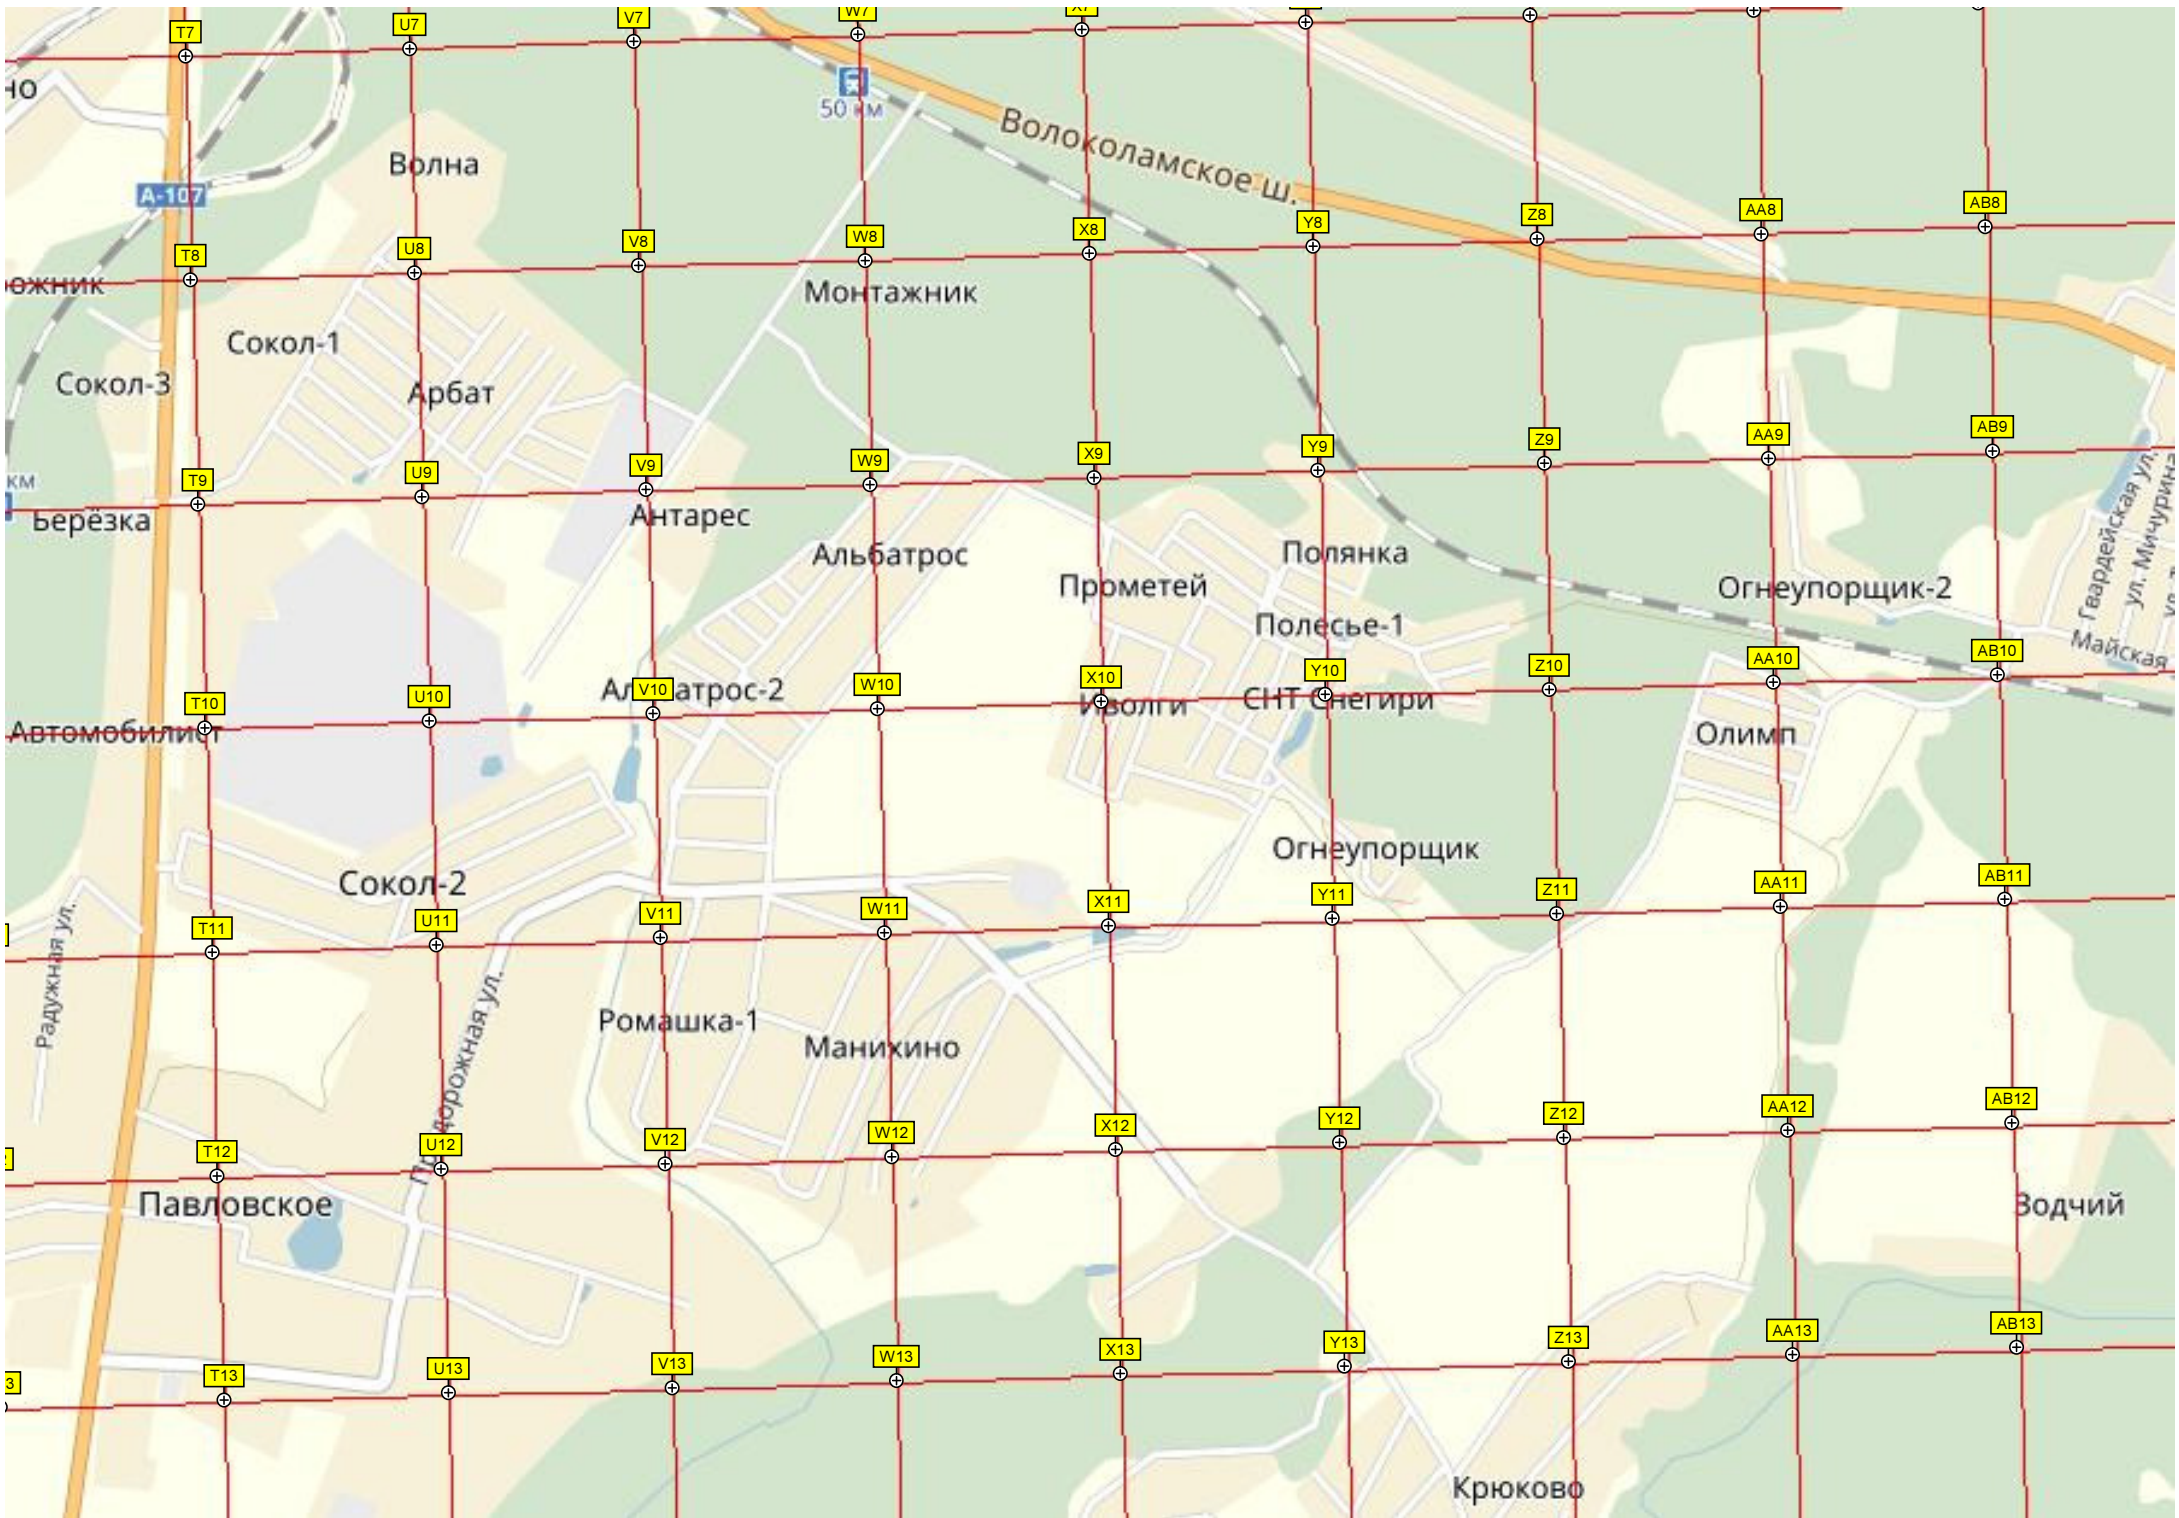 T7
U7
V7
W7
X7
но
50 км
Волоколамское ш.
Волна
А-107
T8
U8
V8
W8
X8
Y8
Z8
AA8
AB8
Монтажник
Сокол-1
Сокол-3
Арбат
T9
U9
V9
W9
X9
Y9
Z9
AA9
AB9
км
Берёзка
Антарес
Альбатрос
Полянка
Прометей
Огнеупорщик-2
Полесье-1
Гвардейская ул.
ул. Мичурина
Майская
T10
U10
V10
W10
X10
Y10
Z10
AA10
AB10
Альбатрос-2
Иволги
СНТ Снегири
Автомобилист
Олимп
Огнеупорщик
Сокол-2
T11
U11
V11
W11
X11
Y11
Z11
AA11
AB11
Радужная ул.
Придорожная ул.
Ромашка-1
Манихино
T12
U12
V12
W12
X12
Y12
Z12
AA12
AB12
Павловское
Зодчий
3
T13
U13
V13
W13
X13
Y13
Z13
AA13
AB13
Крюково